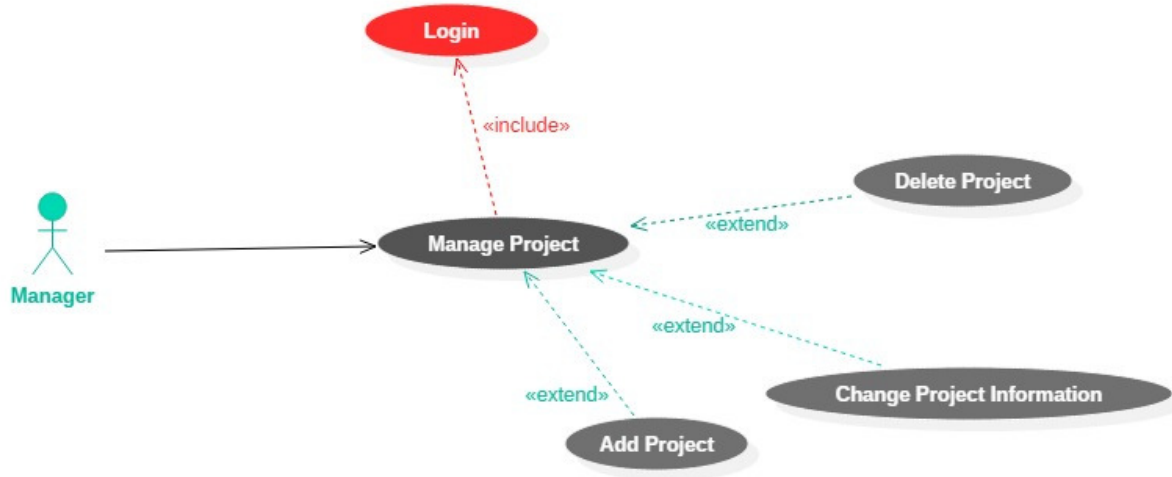 Login
«include»
Delete Project
«extend»
Manage Project
Manager
«extend»
Change Project Information
«extend»
Add Project